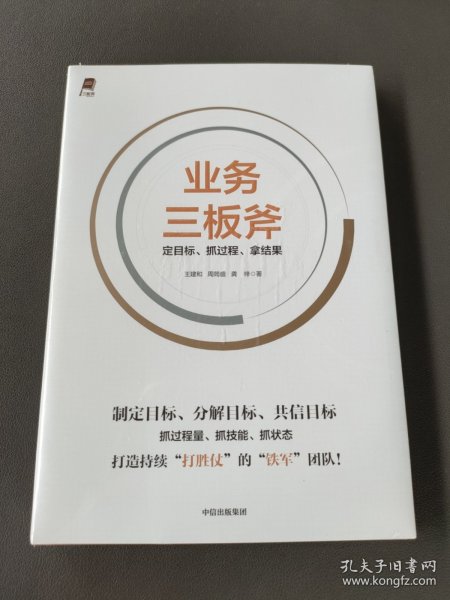 业务
三板斧
定目标、抓过程、拿结果
王建和 周闻组 龚梓◎著
制定目标、分解目标、共信目标
抓过程量、抓技能、抓状态
打造持续“打胜仗”的“铁军”团队！
中信出版集团
孔夫子旧书网
www.kongfz.com